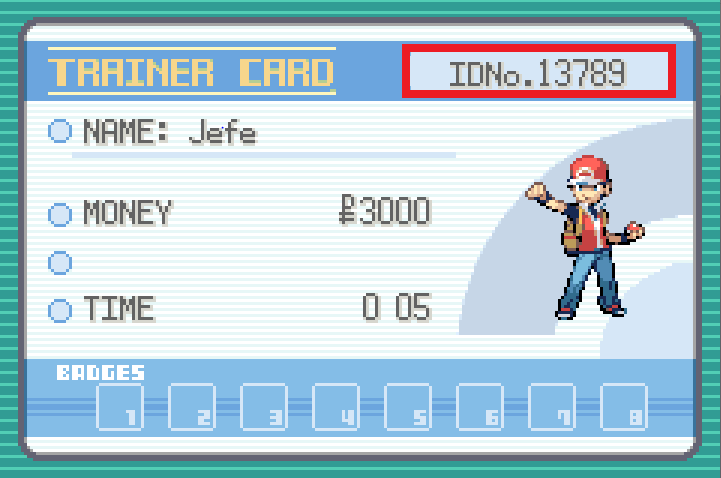 TRAINER CARD
IDNo.13789
NAME: Jefe
MONEY ₽3000
TIME 0 05
BADGES
1 2 3 4 5 6 7 8